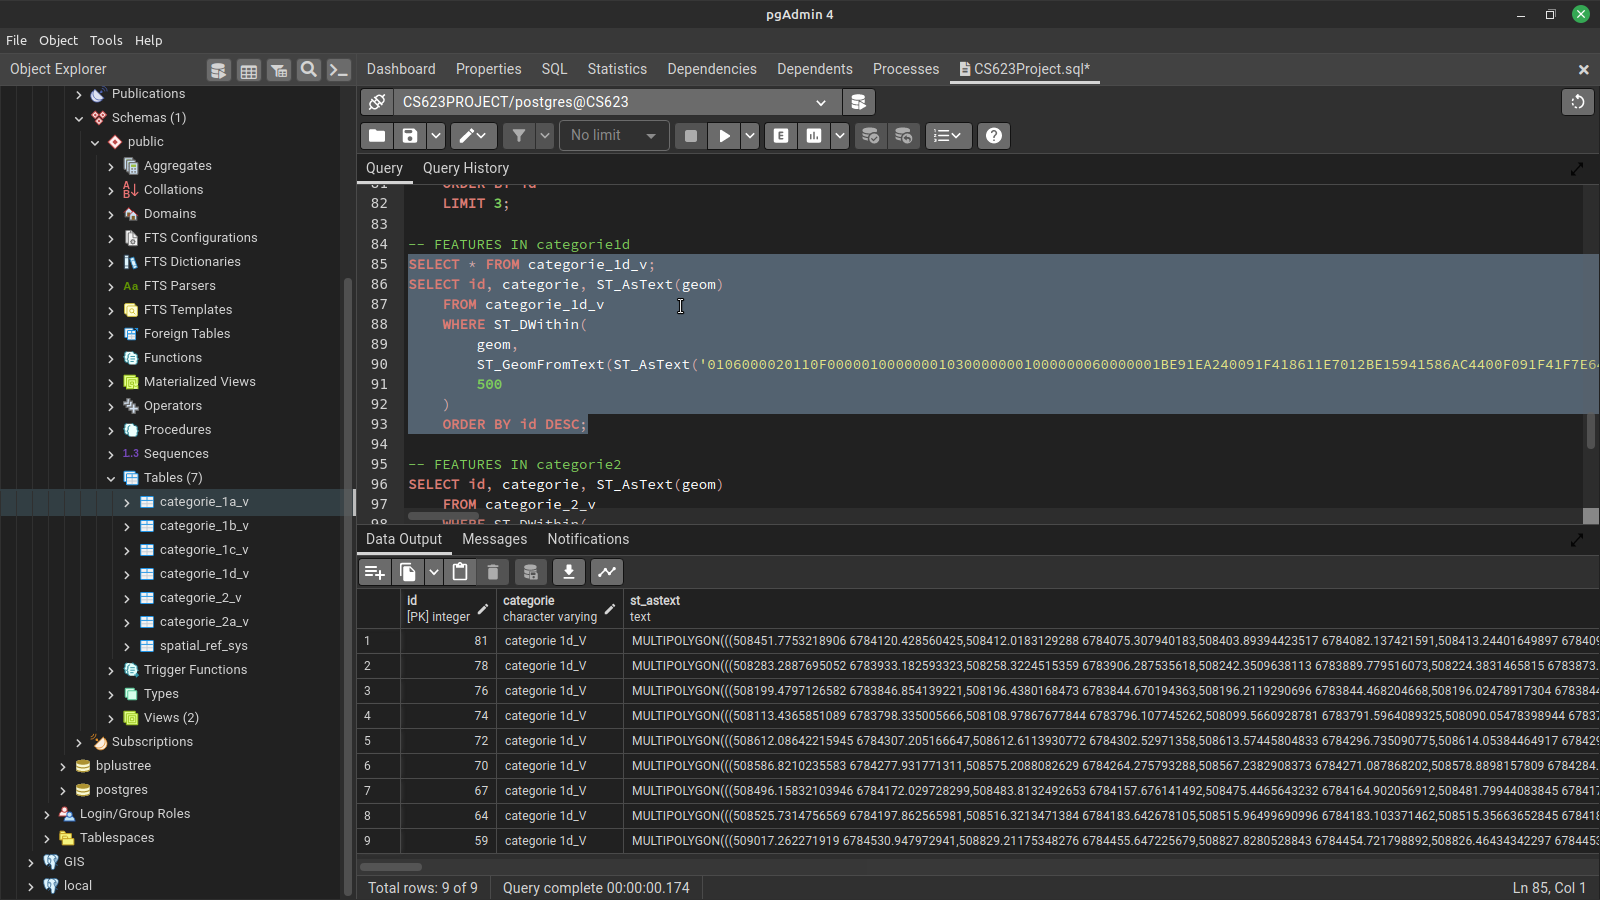 pgAdmin 4
File Object Tools Help
Object Explorer
Dashboard Properties SQL Statistics Dependencies Dependents Processes CS623Project.sql*
Publications
Schemas (1)
public
Aggregates
Collations
Domains
FTS Configurations
FTS Dictionaries
Aa FTS Parsers
FTS Templates
Foreign Tables
Functions
Materialized Views
Operators
Procedures
1..3 Sequences
Tables (7)
categorie_1a_v
categorie_1b_v
categorie_1c_v
categorie_1d_v
categorie_2_v
categorie_2a_v
spatial_ref_sys
Trigger Functions
Types
Views (2)
Subscriptions
bplustree
postgres
Login/Group Roles
Tablespaces
GIS
local
CS623PROJECT/postgres@CS623
No limit
E
Query Query History
81 ORDER BY id
82 LIMIT 3;
83
84 -- FEATURES IN categorie1d
85 SELECT * FROM categorie_1d_v;
86 SELECT id, categorie, ST_AsText(geom)
87 FROM categorie_1d_v
88 WHERE ST_DWithin(
89 geom,
90 ST_GeomFromText(ST_AsText('0106000020110F00000100000001030000000100000006000000 1BE91EA240091F418611E7012BE15941586AC4400F091F41F7E6
91 500
92 )
93 ORDER BY id DESC;
94
95 -- FEATURES IN categorie2
96 SELECT id, categorie, ST_AsText(geom)
97 FROM categorie_2_v
98 WHERE ST_DWithin(
Data Output Messages Notifications
id categorie st_astext
[PK] integer character varying text
1 81 categorie 1d_V MULTIPOLYGON(((508451.7753218906 6784120.428560425,508412.0183129288 6784075.307940183,508403.89394423517 6784082.137421591,508413.24401649897 678409
2 78 categorie 1d_V MULTIPOLYGON(((508283.2887695052 6783933.182593323,508258.3224515359 6783906.287535618,508242.3509638113 6783889.779516073,508224.3831465815 6783873.
3 76 categorie 1d_V MULTIPOLYGON(((508199.4797126582 6783846.854139221,508196.4380168473 6783844.670194363,508196.2119290696 6783844.468204668,508196.02478917304 678384
4 74 categorie 1d_V MULTIPOLYGON(((508113.4365851089 6783798.335005666,508108.97867677844 6783796.107745262,508099.5660928781 6783791.5964089325,508090.05478398944 6783
5 72 categorie 1d_V MULTIPOLYGON(((508612.08642215945 6784307.205166647,508612.6113930772 6784302.52971358,508613.57445804833 6784296.735090775,508614.05384464917 678429
6 70 categorie 1d_V MULTIPOLYGON(((508586.8210235583 6784277.931771311,508575.2088082629 6784264.275793288,508567.2382908373 6784271.087868202,508578.8898157809 6784284.
7 67 categorie 1d_V MULTIPOLYGON(((508496.15832103946 6784172.029728299,508483.8132492653 6784157.676141492,508475.4465643232 6784164.902056912,508481.79944083845 678417
8 64 categorie 1d_V MULTIPOLYGON(((508525.7314756569 6784197.862565981,508516.3213471384 6784183.642678105,508515.96499690996 6784183.103371462,508515.35663652845 678418
9 59 categorie 1d_V MULTIPOLYGON(((509017.262271919 6784530.947972941,508829.21175348276 6784455.647225679,508827.8280528843 6784454.721798892,508826.46434342297 6784453
Total rows: 9 of 9 Query complete 00:00:00.174 Ln 85, Col 1